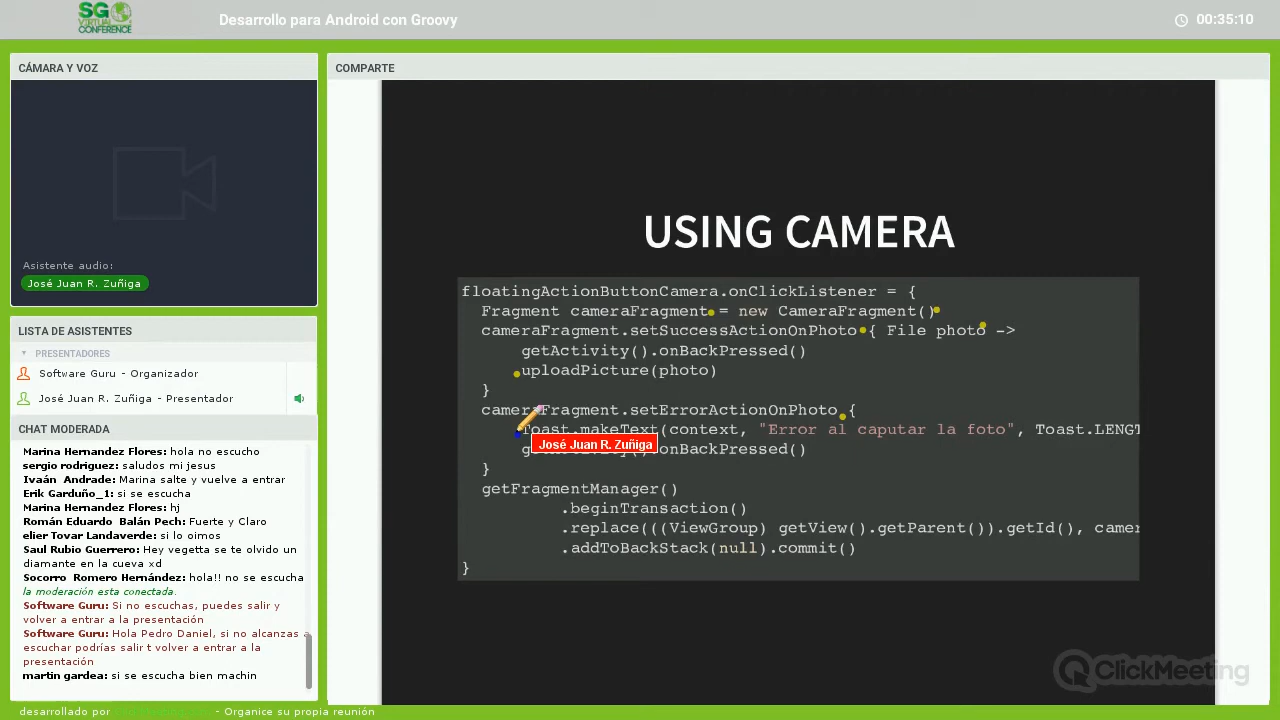 SG
VIRTUAL
CONFERENCE
Desarrollo para Android con Groovy
00:35:10
CÁMARA Y VOZ
Asistente audio:
José Juan R. Zuñiga
LISTA DE ASISTENTES
PRESENTADORES
Software Guru - Organizador
José Juan R. Zuñiga - Presentador
CHAT MODERADA
Marina Hernandez Flores: hola no escucho
sergio rodriguez: saludos mi jesus
Ivaán Andrade: Marina salte y vuelve a entrar
Erik Garduño_1: si se escucha
Marina Hernandez Flores: hj
Román Eduardo Balán Pech: Fuerte y Claro
elier Tovar Landaverde: si lo oimos
Saul Rubio Guerrero: Hey vegetta se te olvido un
diamante en la cueva xd
Socorro Romero Hernández: hola!! no se escucha
la moderación esta conectada.
Software Guru: Si no escuchas, puedes salir y
volver a entrar a la presentación
Software Guru: Hola Pedro Daniel, si no alcanzas a
escuchar podrías salir t volver a entrar a la
presentación
martin gardea: si se escucha bien machin
desarrollado por - Organice su propia reunión
COMPARTE
USING CAMERA
floatingActionButtonCamera.onClickListener = {
Fragment cameraFragment = new CameraFragment()
cameraFragment.setSuccessActionOnPhoto { File photo ->
getActivity().onBackPressed()
uploadPicture(photo)
}
cameraFragment.setErrorActionOnPhoto {
Toast.makeText(context, "Error al caputar la foto", Toast.LENGT
José Juan R. Zuñiga
.onBackPressed()
}
getFragmentManager()
.beginTransaction()
.replace(((ViewGroup) getView().getParent()).getId(), camer
.addToBackStack(null).commit()
}
ClickMeeting